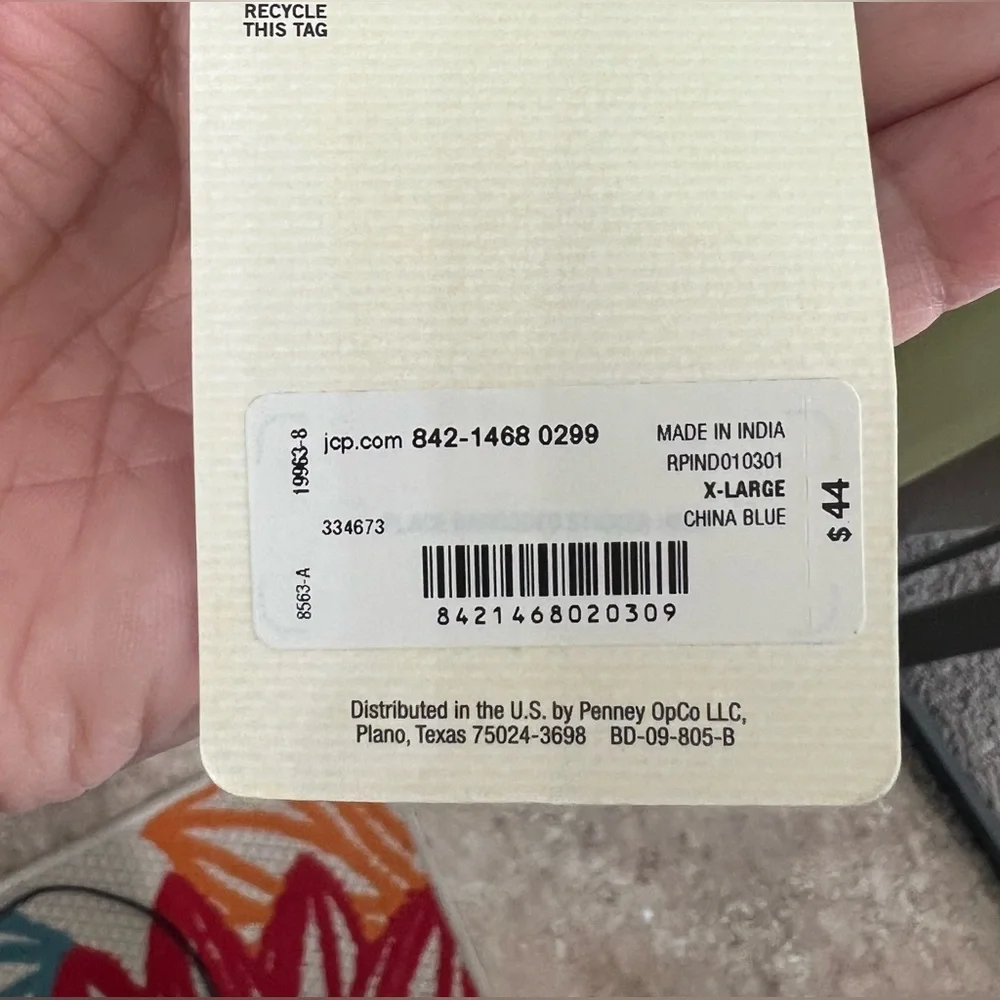 RECYCLE
THIS TAG
19963-8
jcp.com 842-1468 0299
MADE IN INDIA
RPIND010301
X-LARGE
CHINA BLUE
334673
$44
8563-A
8421468020309
Distributed in the U.S. by Penney OpCo LLC,
Plano, Texas 75024-3698 BD-09-805-B